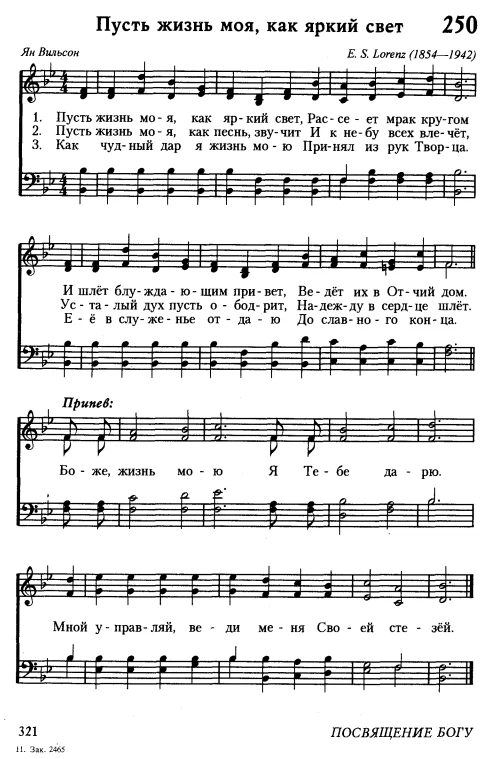 Пусть жизнь моя, как яркий свет 250
Ян Вильсон E. S. Lorenz (1854—1942)
1. Пусть жизнь мо-я, как яр-кий свет, Рас-се-ет мрак кру-гом
2. Пусть жизнь мо-я, как песнь, зву-чит И к не-бу всех вле-чёт,
3. Как чуд-ный дар я жизнь мо-ю При-нял из рук Твор-ца.
И шлёт блу-жда-ю-щим при-вет, Ве-дёт их в От-чий дом.
Ус-та-лый дух пусть о-бод-рит, На-деж-ду в серд-це шлёт.
Е-ё в слу-женье от-да-ю До слав-но-го кон-ца.
Припев:
Бо-же, жизнь мо-ю Я Те-бе да-рю.
Мной у-прав-ляй, ве-ди ме-ня Сво-ей сте-зёй.
321 ПОСВЯЩЕНИЕ БОГУ
11. Зак. 2465